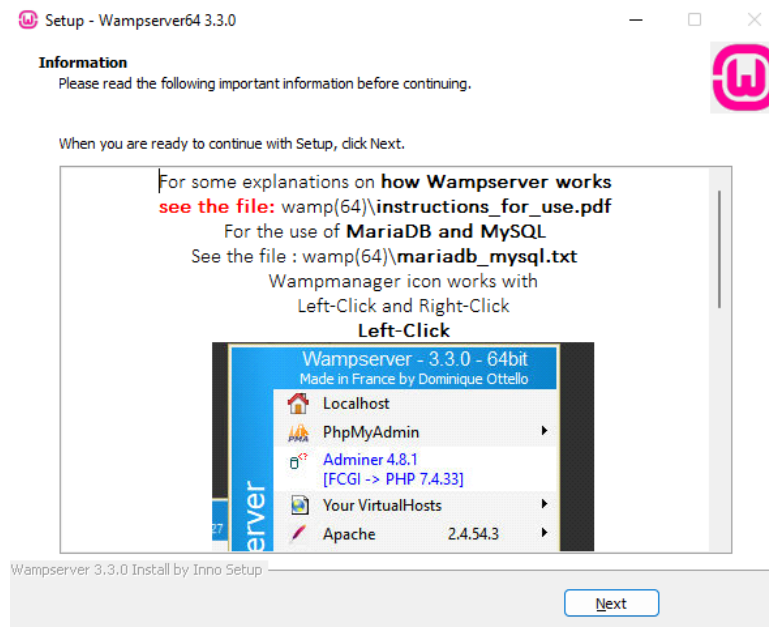 Setup - Wampserver64 3.3.0
Information
Please read the following important information before continuing.
When you are ready to continue with Setup, click Next.
For some explanations on how Wampserver works
see the file: wamp(64)\instructions_for_use.pdf
For the use of MariaDB and MySQL
See the file : wamp(64)\mariadb_mysql.txt
Wampmanager icon works with
Left-Click and Right-Click
Left-Click
Wampserver - 3.3.0 - 64bit
Made in France by Dominique Ottello
Localhost
PMA PhpMyAdmin
Adminer 4.8.1
[FCGI -> PHP 7.4.33]
Your VirtualHosts
Apache 2.4.54.3
erver
27
Wampserver 3.3.0 Install by Inno Setup
Next